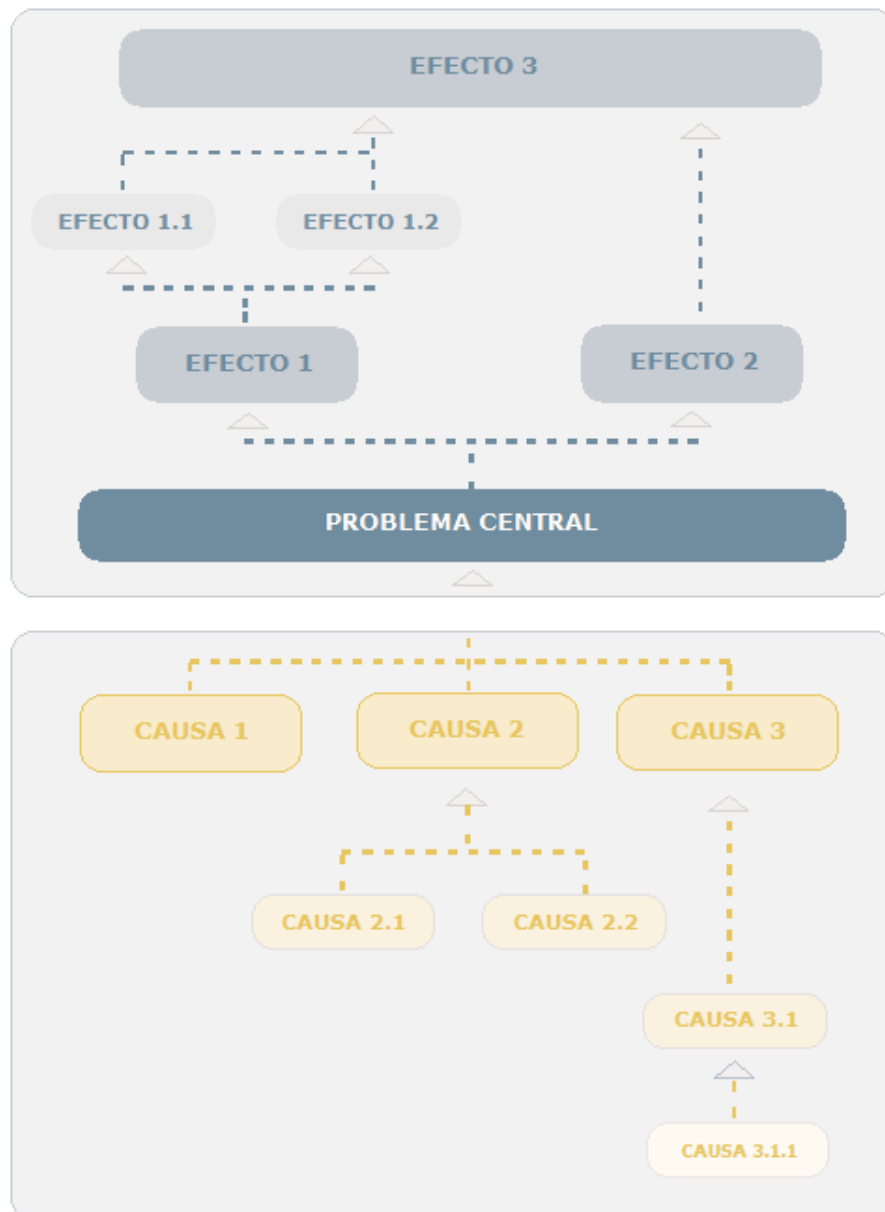 EFECTO 3
EFECTO 1.1
EFECTO 1.2
EFECTO 1
EFECTO 2
PROBLEMA CENTRAL
CAUSA 1
CAUSA 2
CAUSA 3
CAUSA 2.1
CAUSA 2.2
CAUSA 3.1
CAUSA 3.1.1